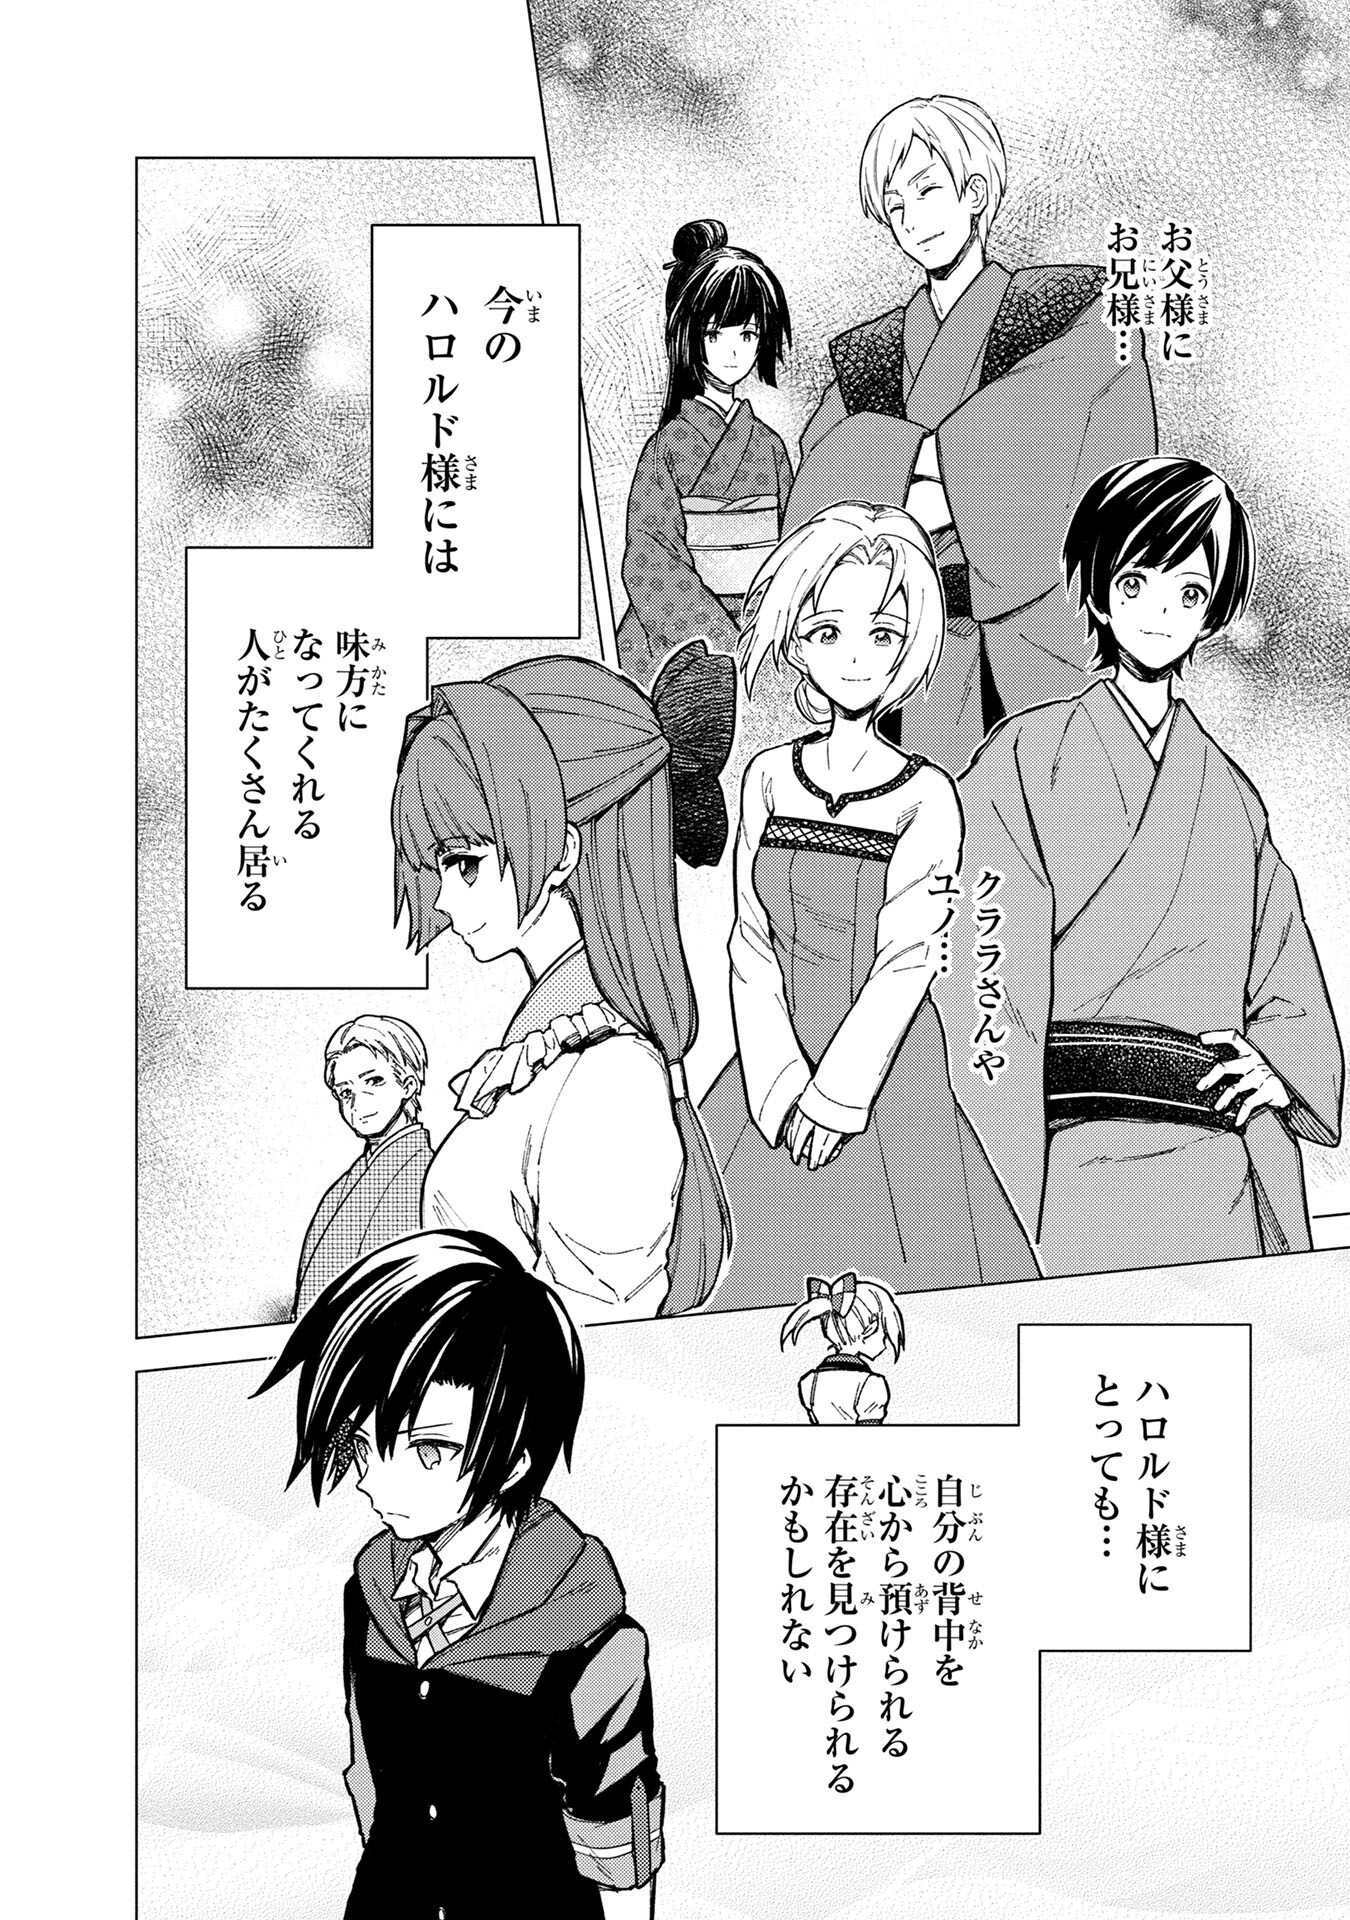 お父様に
お兄様…
クララさんや
ユノ…
今の
ハロルド様には
味方に
なってくれる
人がたくさん居る
ハロルド様に
とっても…
自分の背中を
心から預けられる
存在を見つけられる
かもしれない